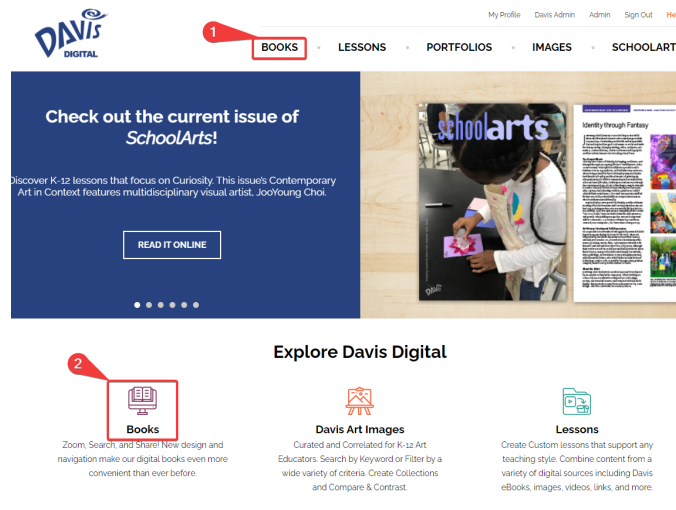 DAVIS
DIGITAL
My Profile Davis Admin Admin Sign Out He
1
BOOKS LESSONS PORTFOLIOS IMAGES SCHOOLART
Check out the current issue of
SchoolArts!
Discover K-12 lessons that focus on Curiosity. This issue's Contemporary
Art in Context features multidisciplinary visual artist, JooYoung Choi.
READ IT ONLINE
schoolarts
DAVIS
Identity through Fantasy
Explore Davis Digital
2
Books
Zoom, Search, and Share! New design and
navigation make our digital books even more
convenient than ever before.
Davis Art Images
Curated and Correlated for K-12 Art
Educators. Search by Keyword or Filter by a
wide variety of criteria. Create Collections
and Compare & Contrast.
Lessons
Create Custom lessons that support any
teaching style. Combine content from a
variety of digital sources including Davis
eBooks, images, videos, links, and more.